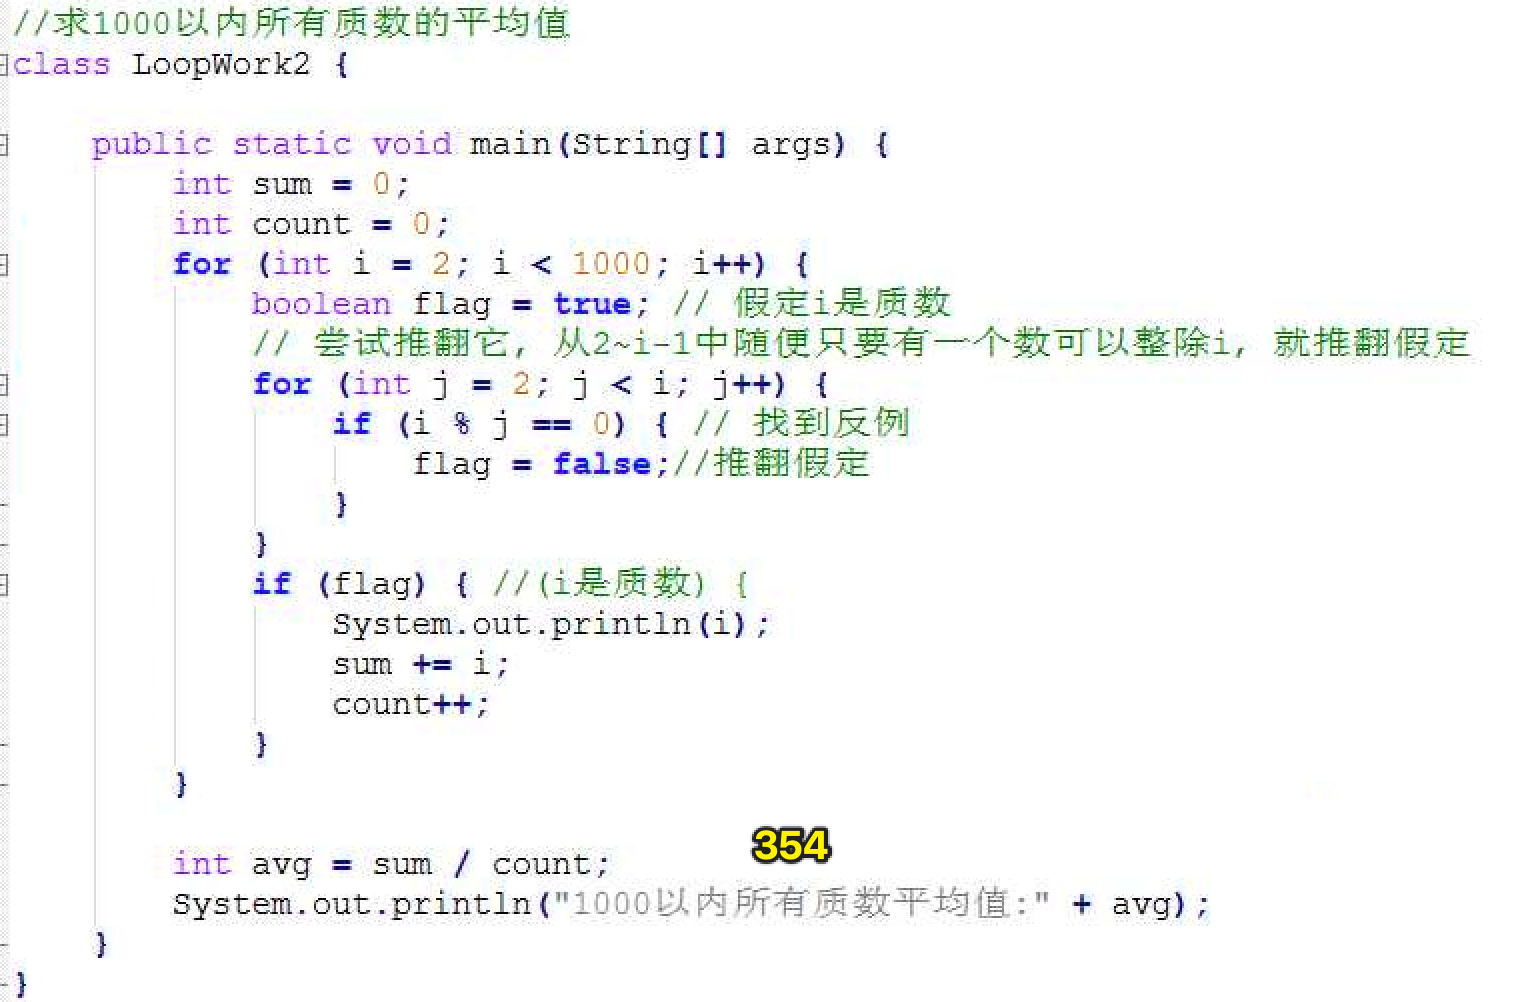 //求1000以内所有质数的平均值
class LoopWork2 {
public static void main(String[] args) {
int sum = 0;
int count = 0;
for (int i = 2; i < 1000; i++) {
boolean flag = true; // 假定i是质数
// 尝试推翻它, 从2~i-1中随便只要有一个数可以整除i, 就推翻假定
for (int j = 2; j < i; j++) {
if (i % j == 0) { // 找到反例
flag = false;//推翻假定
}
}
if (flag) { //(i是质数) {
System.out.println(i);
sum += i;
count++;
}
}
354
int avg = sum / count;
System.out.println("1000以内所有质数平均值:" + avg);
}
}